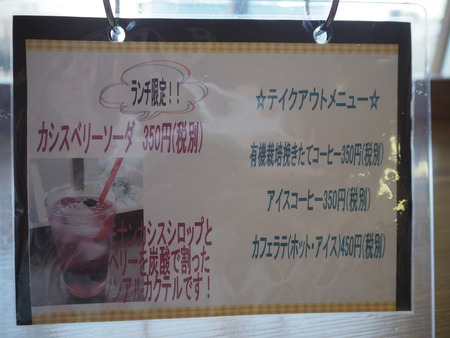 ランチ限定!!
カシスベリーソーダ 350円(税別)
モナンカシスシロップと
ベリーを炭酸で割った
ノンアルカクテルです!
☆テイクアウトメニュー☆
有機栽培挽きたてコーヒー350円(税別)
アイスコーヒー350円(税別)
カフェラテ(ホット・アイス)450円(税別)